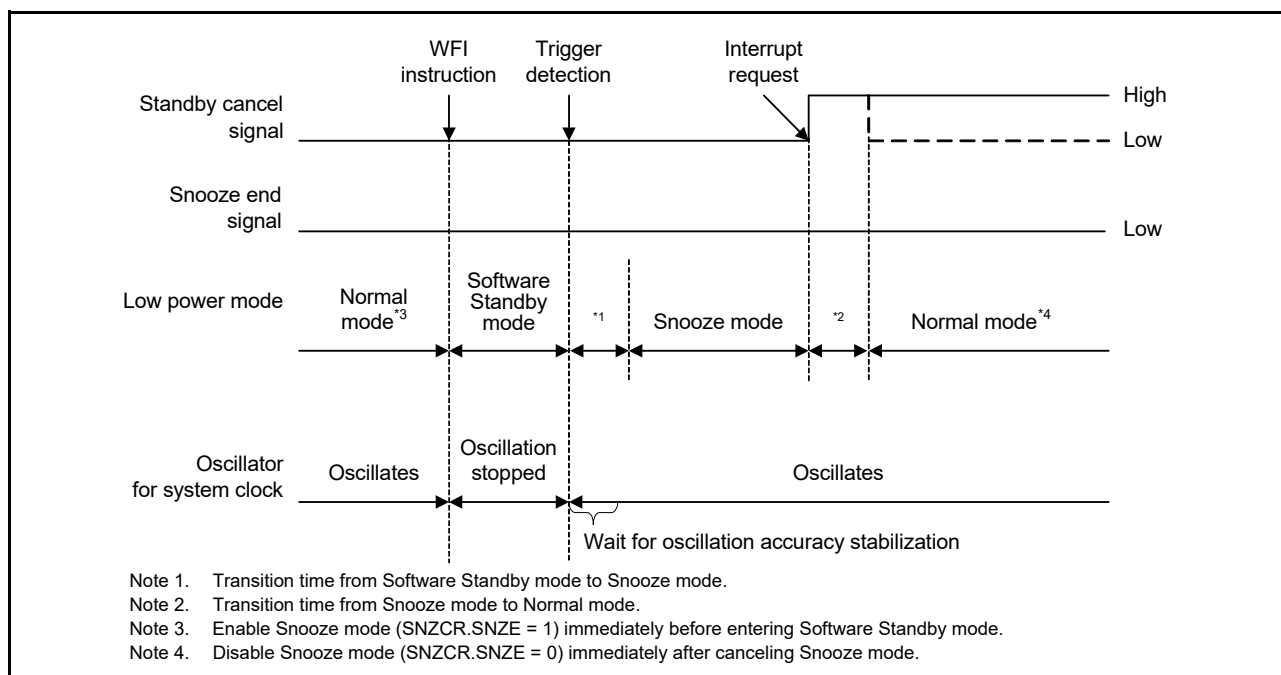 WFI
instruction
Trigger
detection
Interrupt
request
Standby cancel
signal
High
Low
Snooze end
signal
Low
Low power mode
Normal
mode*3
Software
Standby
mode
*1
Snooze mode
*2
Normal mode*4
Oscillator
for system clock
Oscillates
Oscillation
stopped
Oscillates
Wait for oscillation accuracy stabilization
Note 1. Transition time from Software Standby mode to Snooze mode.
Note 2. Transition time from Snooze mode to Normal mode.
Note 3. Enable Snooze mode (SNZCR.SNZE = 1) immediately before entering Software Standby mode.
Note 4. Disable Snooze mode (SNZCR.SNZE = 0) immediately after canceling Snooze mode.